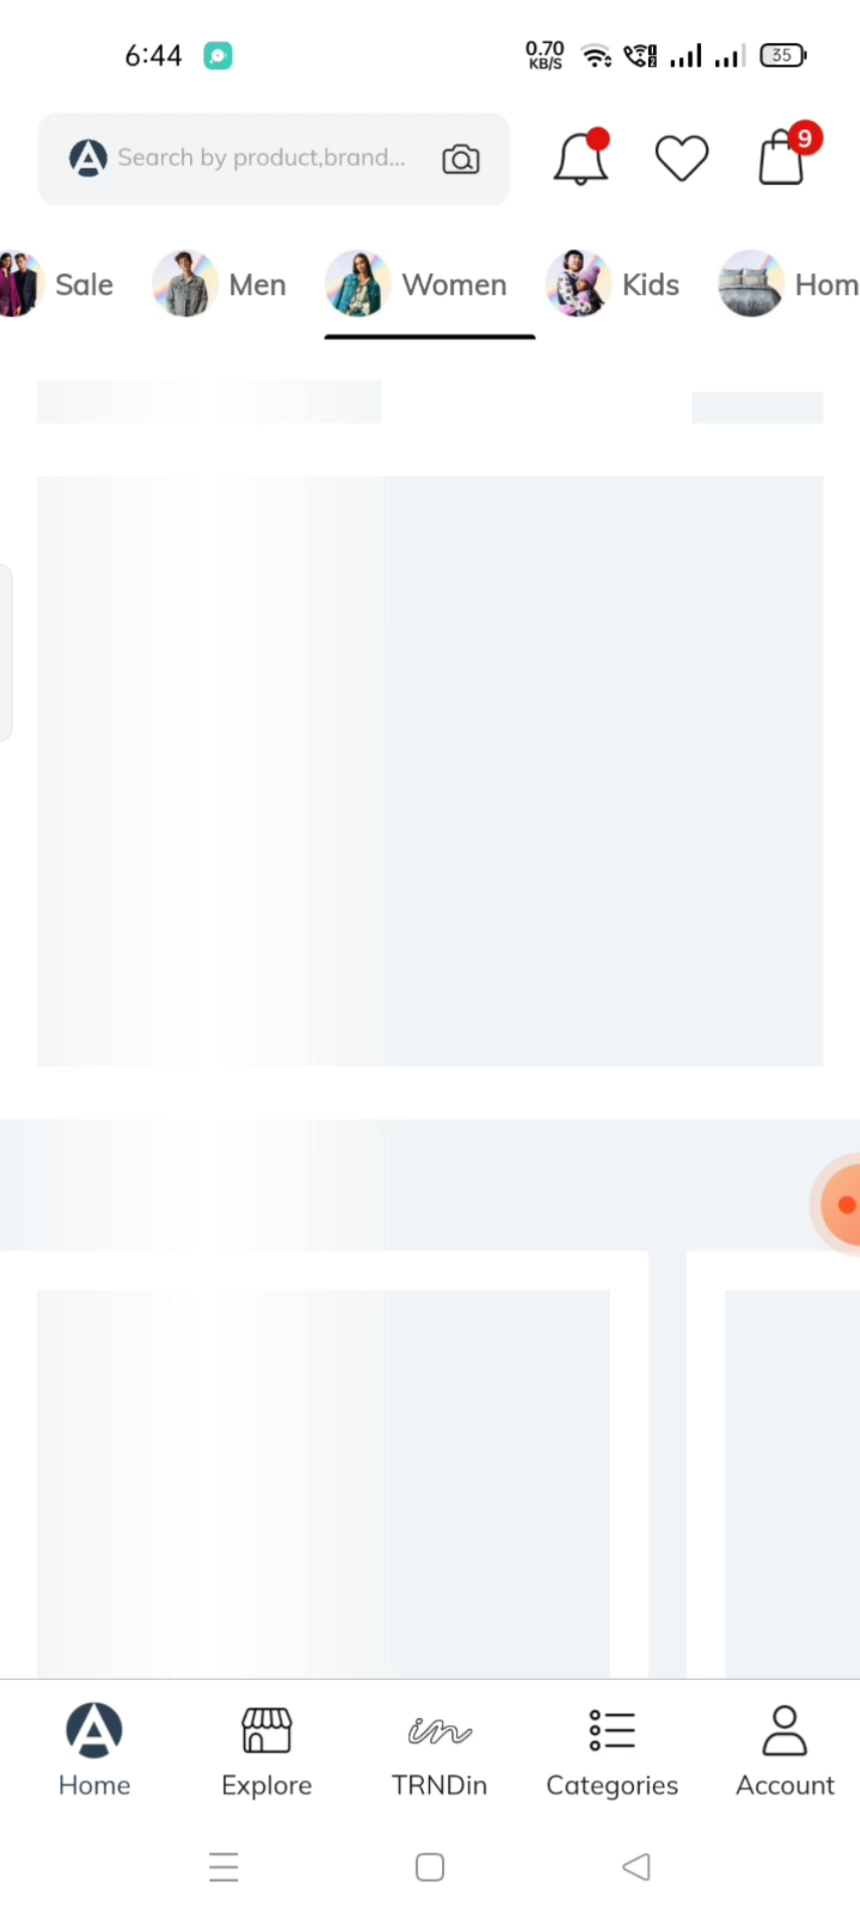 6:44 0.70 KB/S 35
Search by product,brand... 9
Sale Men Women Kids Hom
Home Explore TRNDin Categories Account